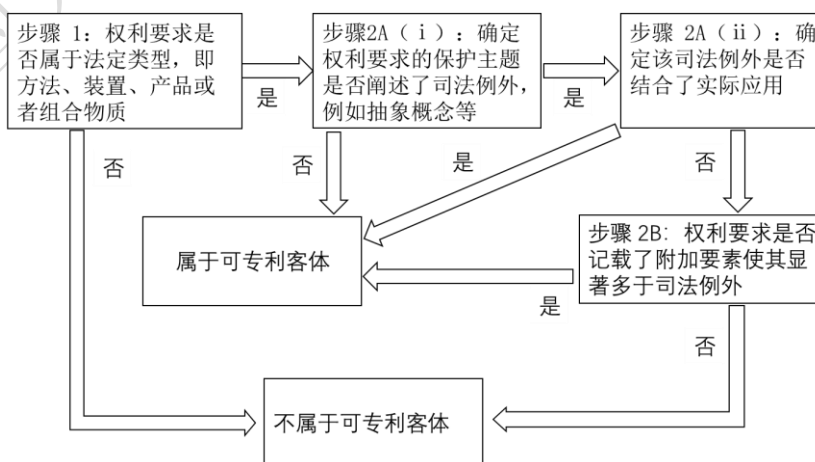 步骤 1：权利要求是
否属于法定类型，即
方法、装置、产品或
者组合物质
是
步骤2A（ⅰ）：确定
权利要求的保护主题
是否阐述了司法例外，
例如抽象概念等
是
步骤 2A（ⅱ）：确
定该司法例外是否
结合了实际应用
否
否
是
否
属于可专利客体
步骤 2B：权利要求是否
记载了附加要素使其显
著多于司法例外
是
否
不属于可专利客体